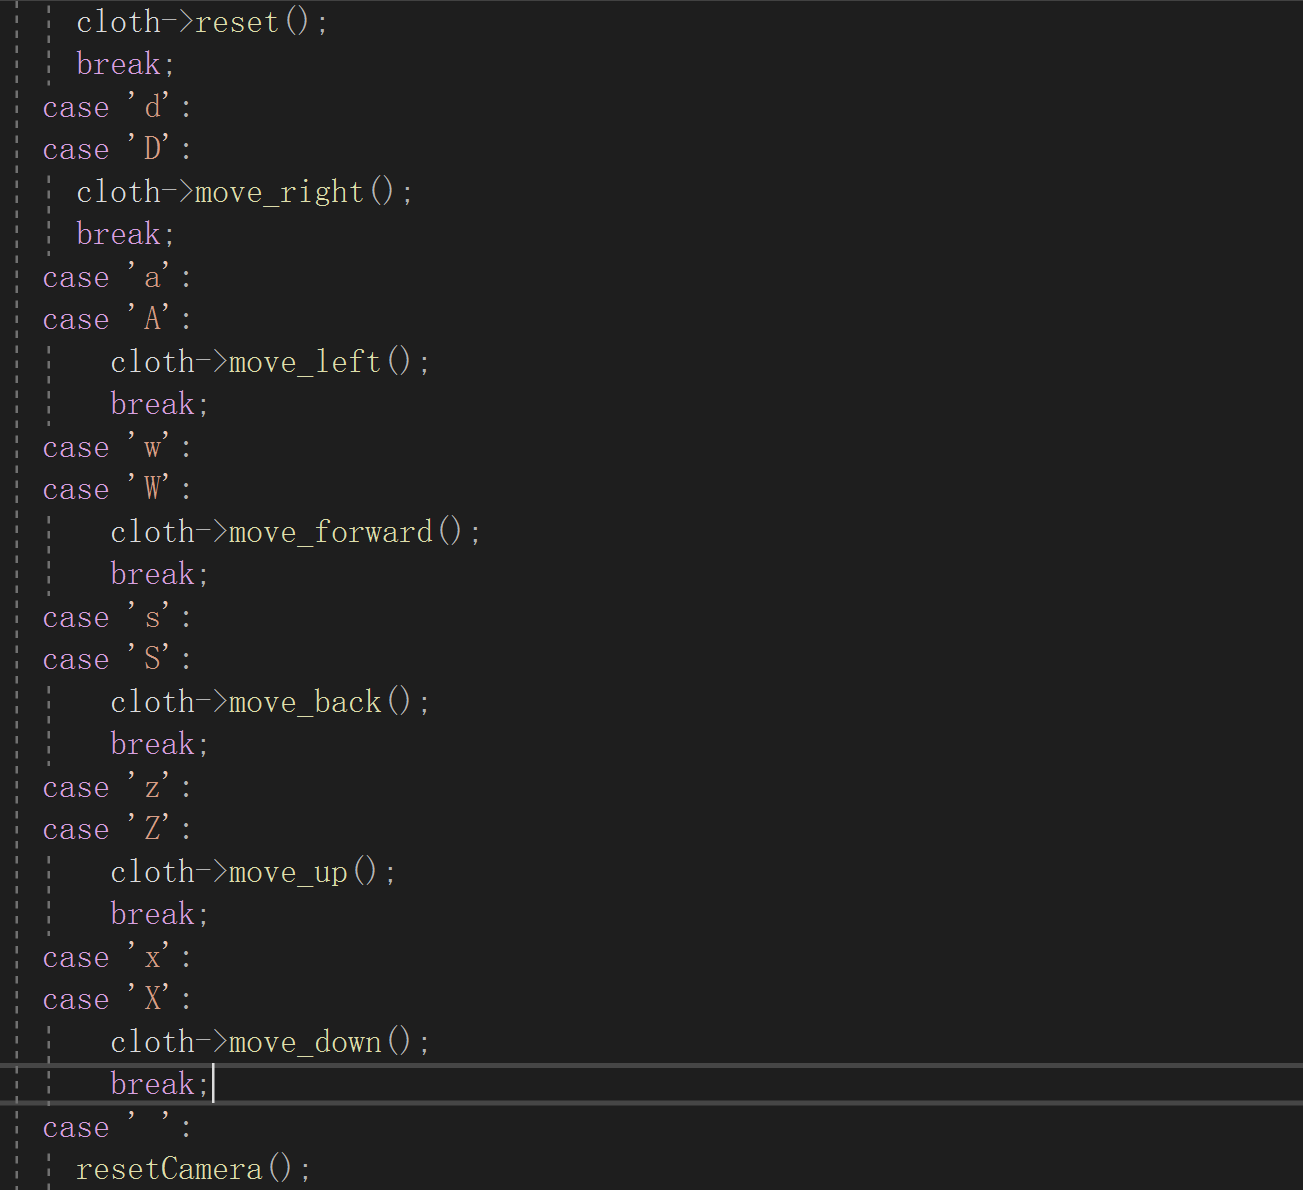 cloth->reset();
break;
case 'd':
case 'D':
cloth->move_right();
break;
case 'a':
case 'A':
cloth->move_left();
break;
case 'w':
case 'W':
cloth->move_forward();
break;
case 's':
case 'S':
cloth->move_back();
break;
case 'z':
case 'Z':
cloth->move_up();
break;
case 'x':
case 'X':
cloth->move_down();
break;
case ' ':
resetCamera();